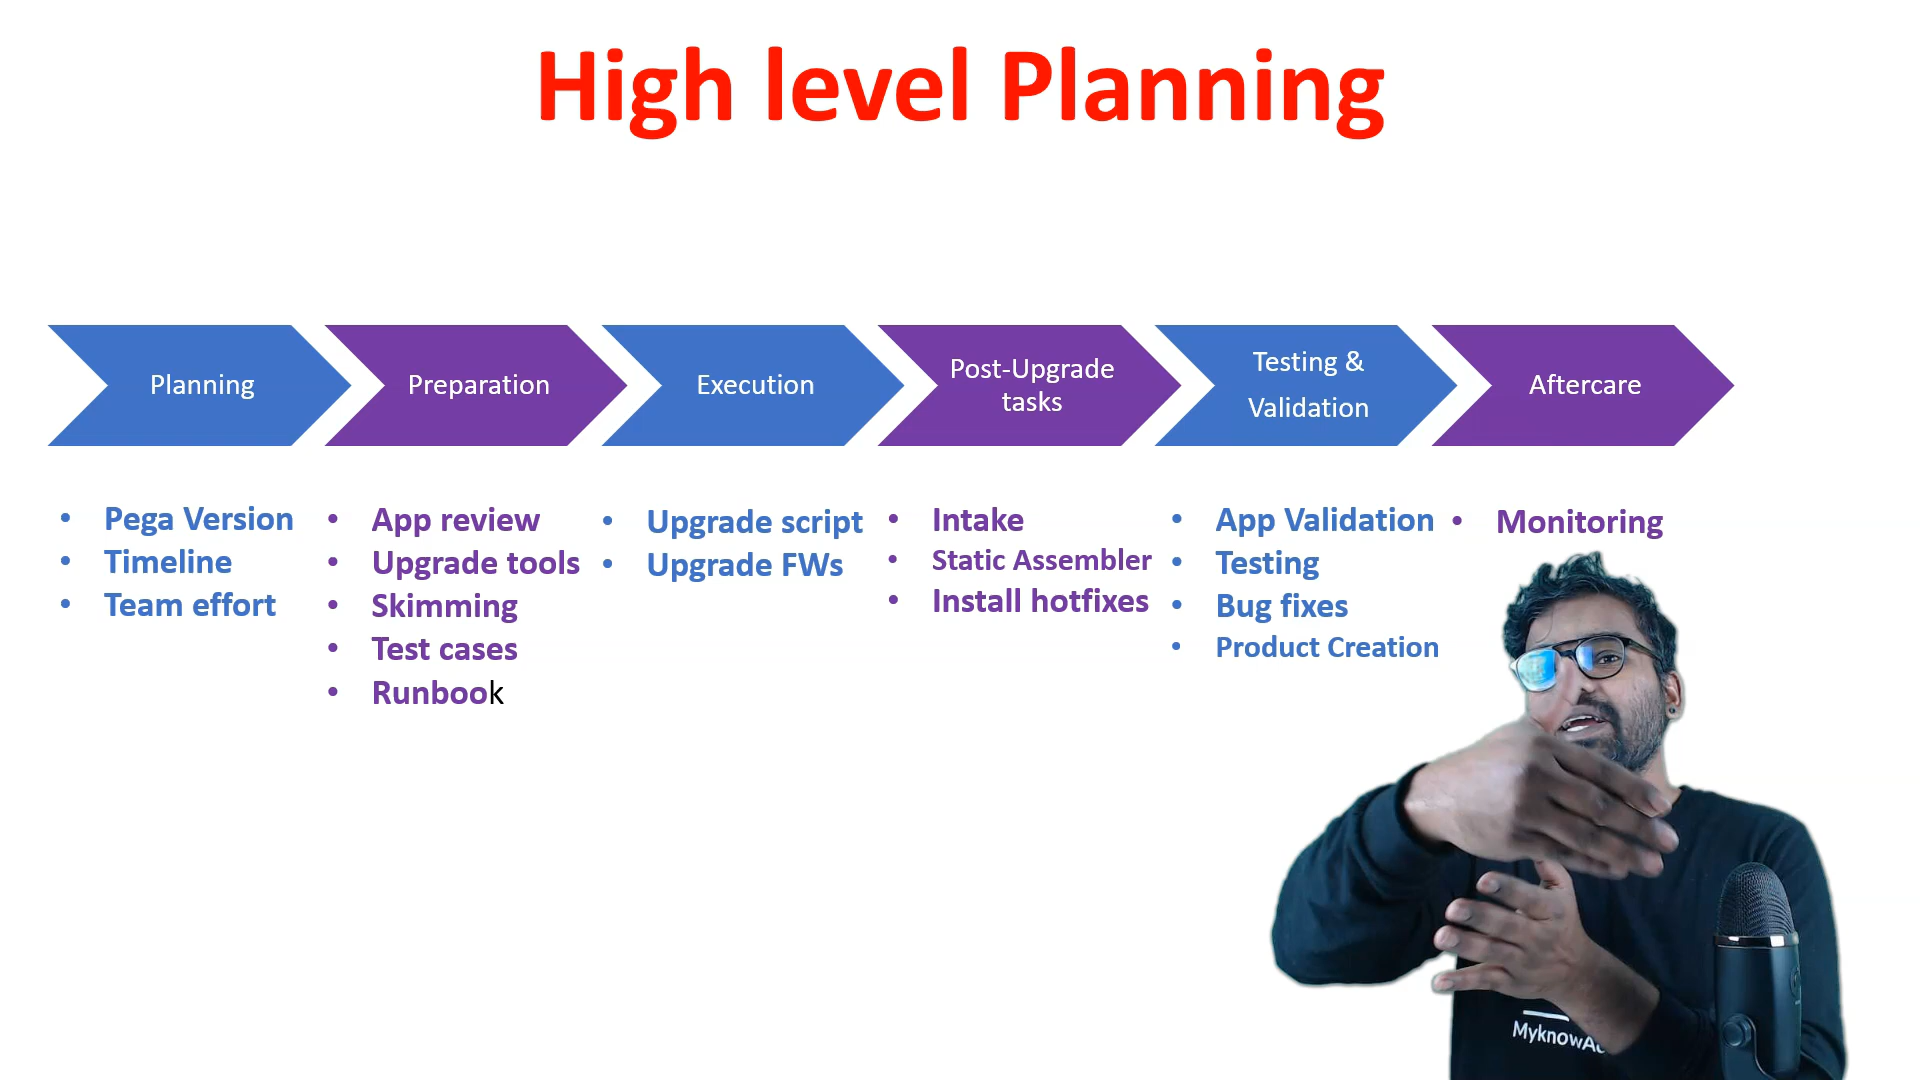 High level Planning
Planning
Preparation
Execution
Post-Upgrade
tasks
Testing &
Validation
Aftercare
• Pega Version
• Timeline
• Team effort
• App review
• Upgrade tools
• Skimming
• Test cases
• Runbook
• Upgrade script
• Upgrade FWs
• Intake
• Static Assembler
• Install hotfixes
• App Validation
• Testing
• Bug fixes
• Product Creation
• Monitoring